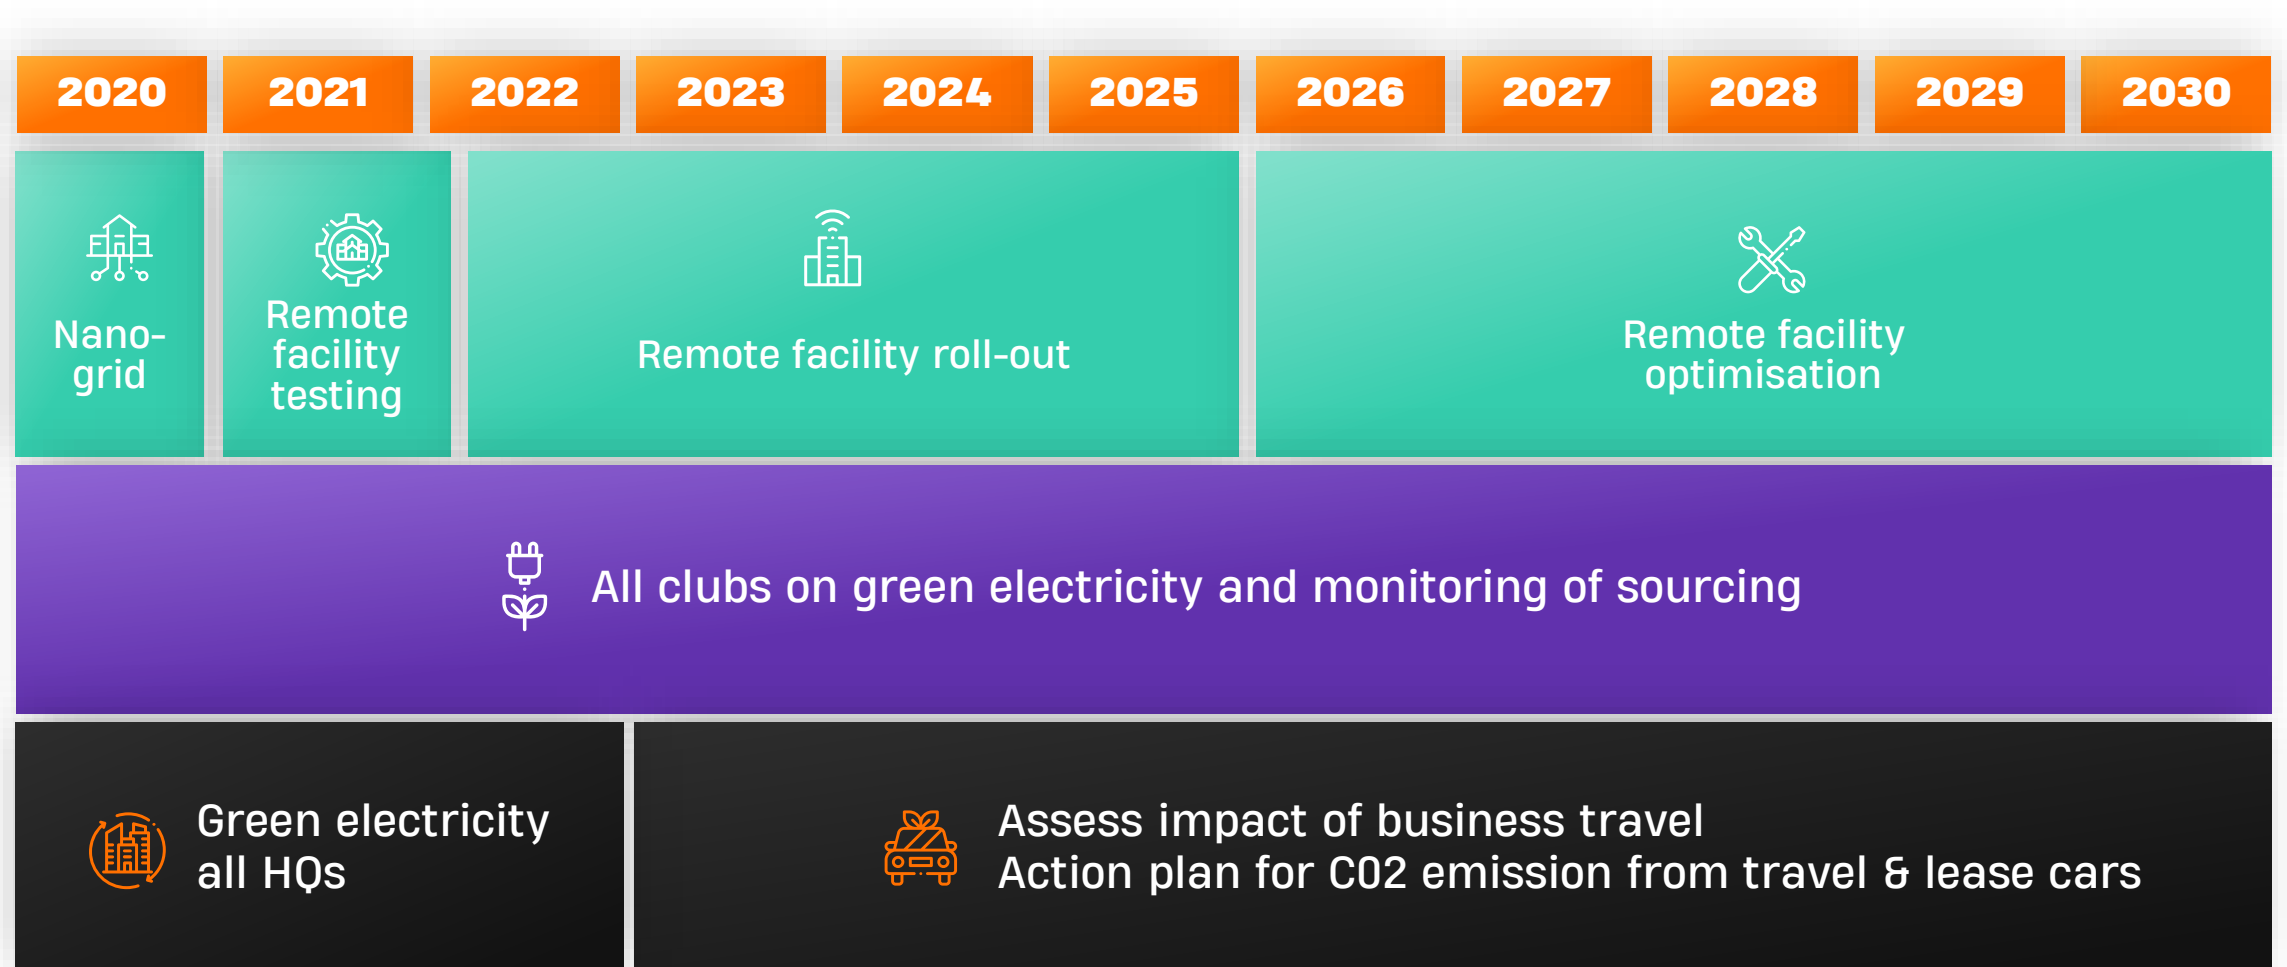 2020
2021
2022
2023
2024
2025
2026
2027
2028
2029
2030
Nano-
grid
Remote
facility
testing
Remote facility roll-out
Remote facility
optimisation
All clubs on green electricity and monitoring of sourcing
Green electricity
all HQs
Assess impact of business travel
Action plan for CO2 emission from travel & lease cars